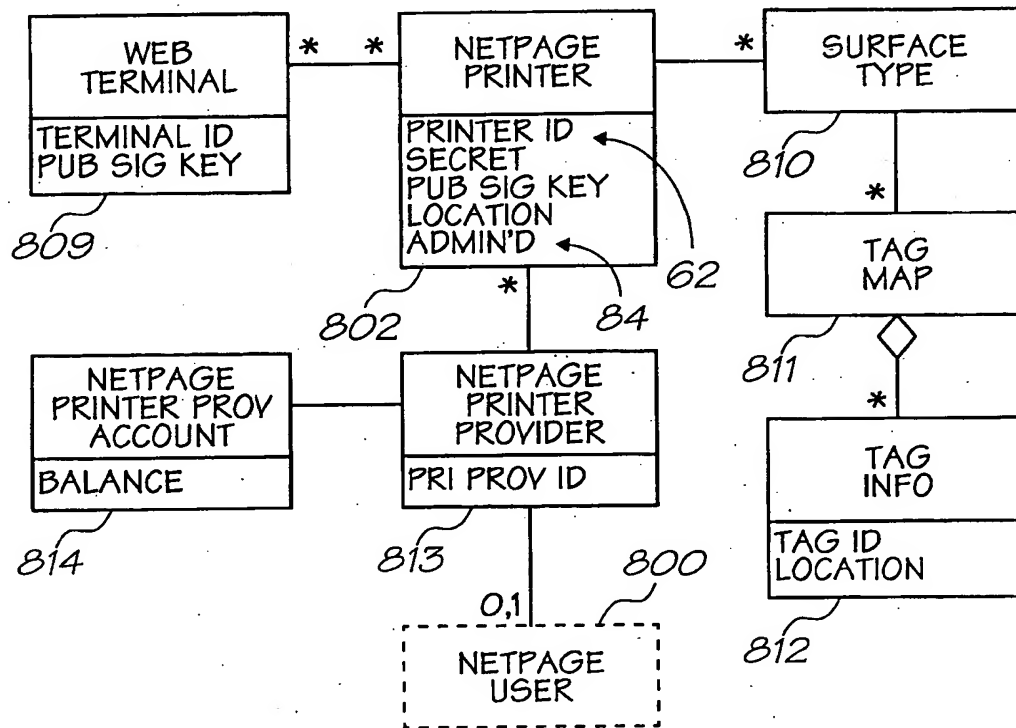 WEB
TERMINAL
TERMINAL ID
PUB SIG KEY
809
* *
NETPAGE
PRINTER
PRINTER ID
SECRET
PUB SIG KEY
LOCATION
ADMIN'D
802
62
84
*
SURFACE
TYPE
810
*
TAG
MAP
811
*
TAG
INFO
TAG ID
LOCATION
812
*
NETPAGE
PRINTER PROV
ACCOUNT
BALANCE
814
NETPAGE
PRINTER
PROVIDER
PRI PROV ID
813
0,1
800
NETPAGE
USER